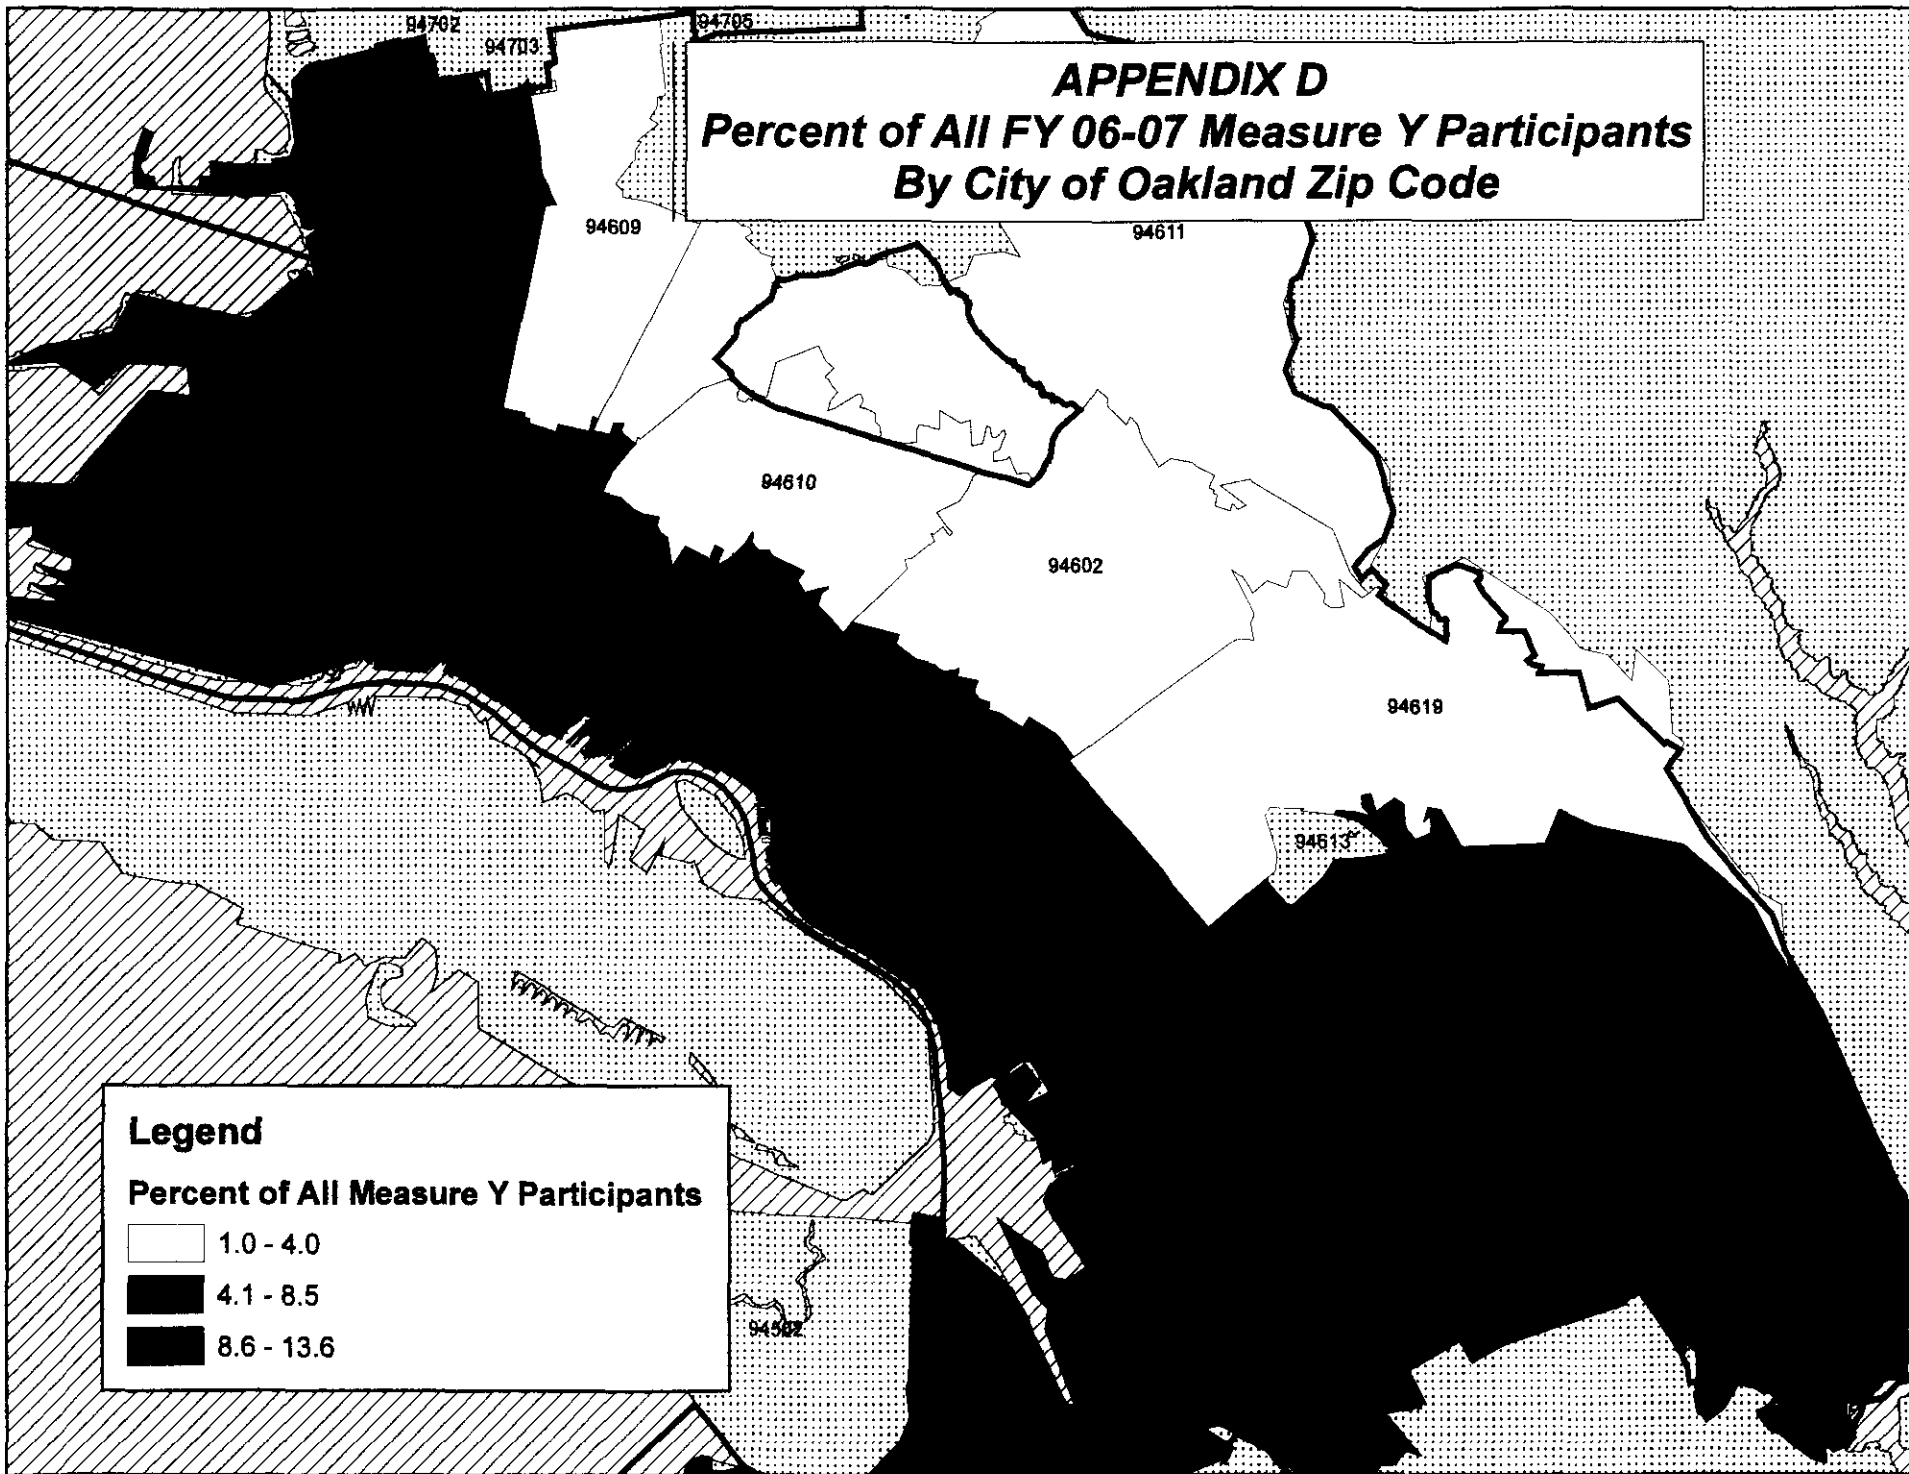 94702
94703
94705
APPENDIX D
Percent of All FY 06-07 Measure Y Participants
By City of Oakland Zip Code
94609
94611
94610
94602
94619
94613
Legend
Percent of All Measure Y Participants
1.0 - 4.0
4.1 - 8.5
8.6 - 13.6
94502